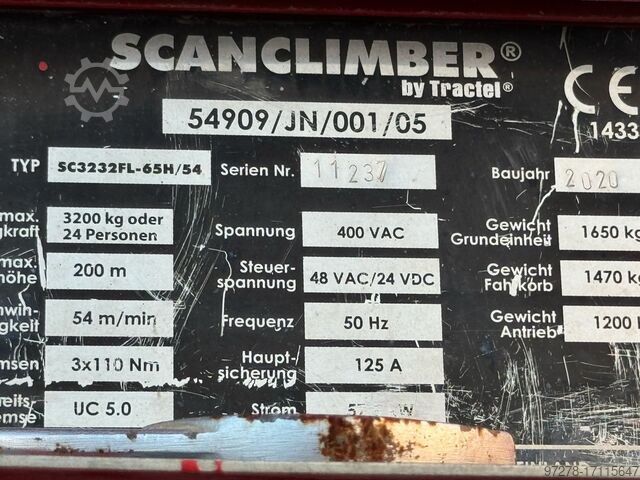 SCANCLIMBER®
by Tractel®
CE
1433
54909/JN/001/05
TYP SC3232FL-65H/54 Serien Nr. 11237 Baujahr 2020
max. 3200 kg oder 24 Personen Spannung 400 VAC Gewicht Grundeinheit 1650 kg
max. 200 m Steuer-spannung 48 VAC/24 VDC Gewicht Fahrkorb 1470 kg
54 m/min Frequenz 50 Hz Gewicht Antrieb 1200
3x110 Nm Haupt-sicherung 125 A
UC 5.0 Strom
97278-17115647